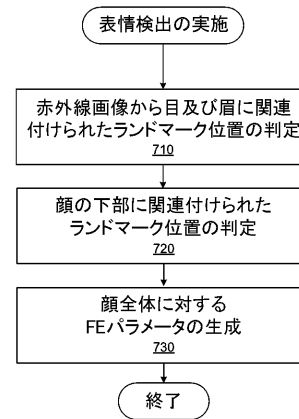 表情検出の実施
赤外線画像から目及び眉に関連
付けられたランドマーク位置の判定
710
顔の下部に関連付けられた
ランドマーク位置の判定
720
顔全体に対する
FEパラメータの生成
730
終了